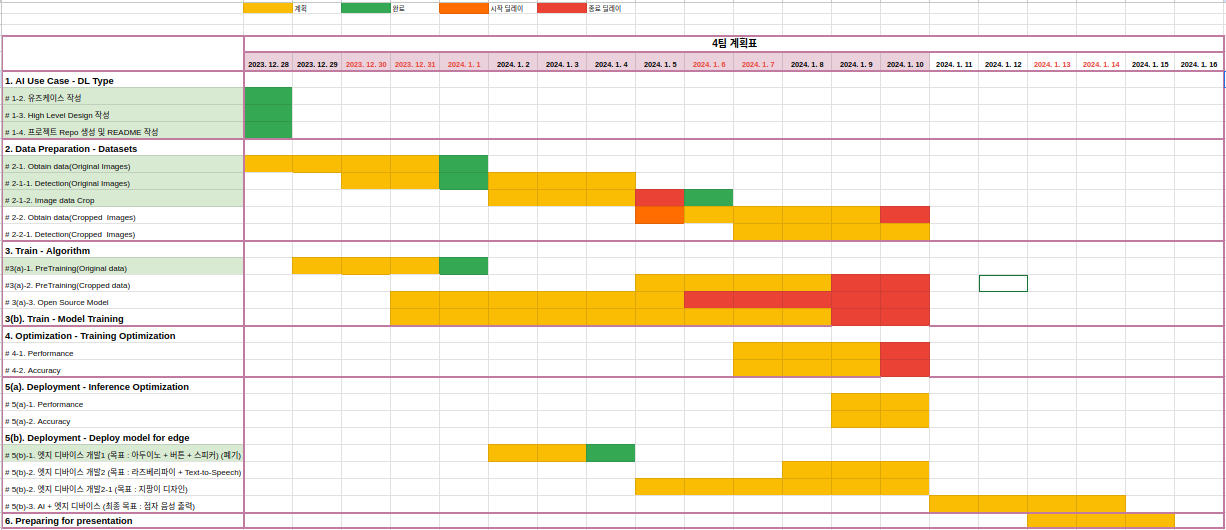 계획 완료 시작 딜레이 종료 딜레이
4팀 계획표
2023. 12. 28 2023. 12. 29 2023. 12. 30 2023. 12. 31 2024. 1. 1 2024. 1. 2 2024. 1. 3 2024. 1. 4 2024. 1. 5 2024. 1. 6 2024. 1. 7 2024. 1. 8 2024. 1. 9 2024. 1. 10 2024. 1. 11 2024. 1. 12 2024. 1. 13 2024. 1. 14 2024. 1. 15 2024. 1. 16
1. AI Use Case - DL Type
# 1-2. 유즈케이스 작성
# 1-3. High Level Design 작성
# 1-4. 프로젝트 Repo 생성 및 README 작성
2. Data Preparation - Datasets
# 2-1. Obtain data(Original Images)
# 2-1-1. Detection(Original Images)
# 2-1-2. Image data Crop
# 2-2. Obtain data(Cropped Images)
# 2-2-1. Detection(Cropped Images)
3. Train - Algorithm
#3(a)-1. PreTraining(Original data)
#3(a)-2. PreTraining(Cropped data)
# 3(a)-3. Open Source Model
3(b). Train - Model Training
4. Optimization - Training Optimization
# 4-1. Performance
# 4-2. Accuracy
5(a). Deployment - Inference Optimization
# 5(a)-1. Performance
# 5(a)-2. Accuracy
5(b). Deployment - Deploy model for edge
# 5(b)-1. 엣지 디바이스 개발1 (목표 : 아두이노 + 버튼 + 스피커) (폐기)
# 5(b)-2. 엣지 디바이스 개발2 (목표 : 라즈베리파이 + Text-to-Speech)
# 5(b)-2. 엣지 디바이스 개발2-1 (목표 : 지팡이 디자인)
# 5(b)-3. AI + 엣지 디바이스 (최종 목표 : 점자 음성 출력)
6. Preparing for presentation